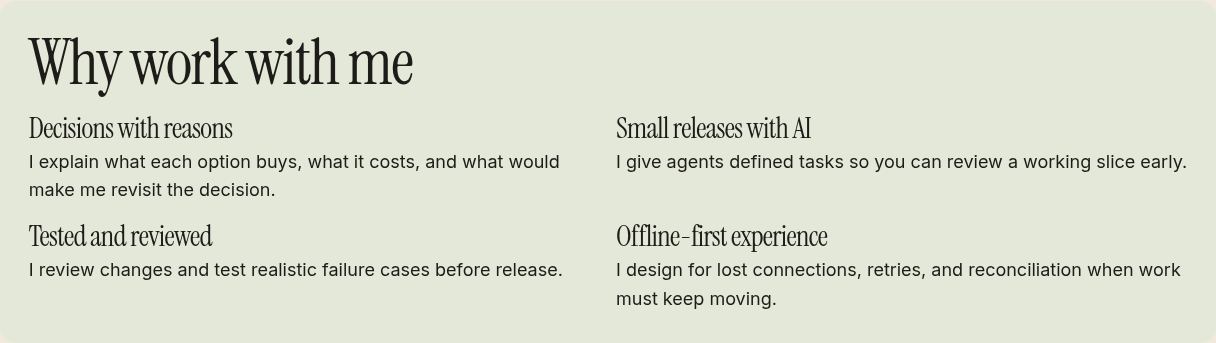 Why work with me
Decisions with reasons
I explain what each option buys, what it costs, and what would
make me revisit the decision.
Small releases with AI
I give agents defined tasks so you can review a working slice early.
Tested and reviewed
I review changes and test realistic failure cases before release.
Offline-first experience
I design for lost connections, retries, and reconciliation when work
must keep moving.